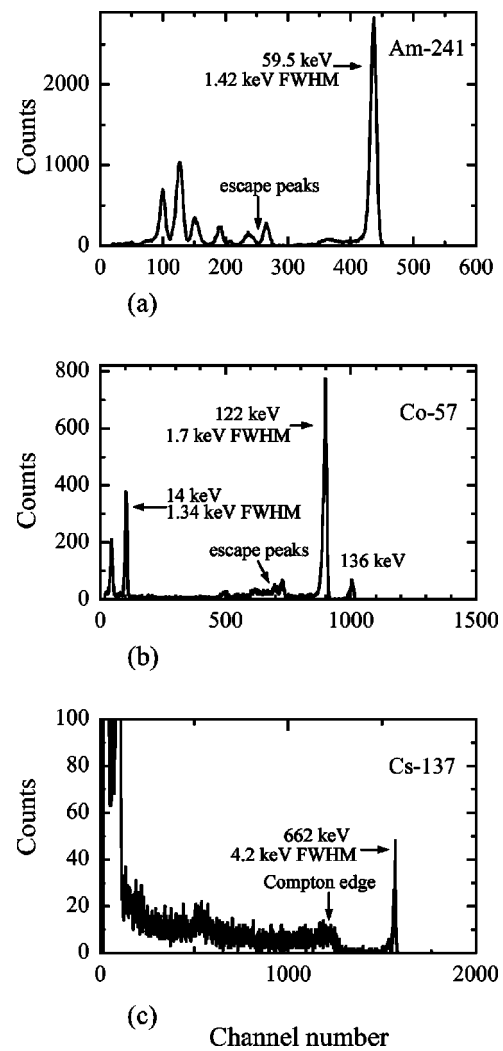 Am-241
59.5 keV
1.42 keV FWHM
escape peaks
Counts
2000
1000
0
0 100 200 300 400 500 600
(a)
Co-57
122 keV
1.7 keV FWHM
14 keV
1.34 keV FWHM
escape peaks
136 keV
Counts
800
600
400
200
0
0 500 1000 1500
(b)
Cs-137
662 keV
4.2 keV FWHM
Compton edge
Counts
100
80
60
40
20
0
0 1000 2000
(c)
Channel number